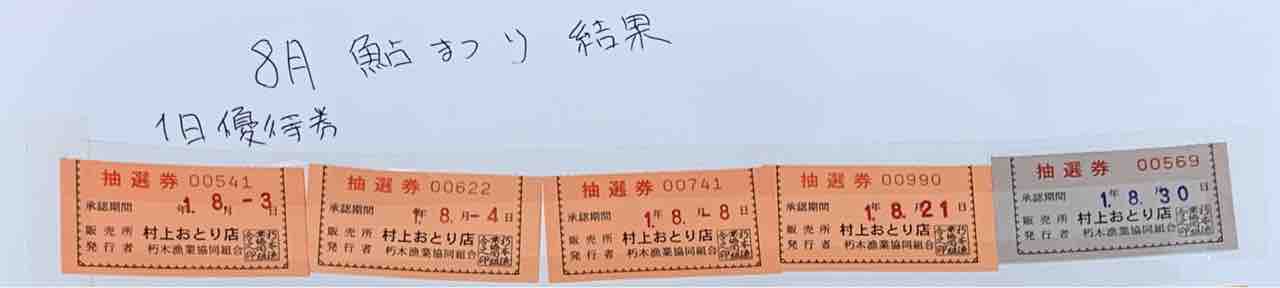 8月 鮎まつり 結果
1日優待券
抽選券 00541
承認期間 1年 8月-3日
販売所 村上おとり店
発行者 朽木漁業協同組合
抽選券 00622
承認期間 1年 8月-4日
販売所 村上おとり店
発行者 朽木漁業協同組合
抽選券 00741
承認期間 1年 8月-8日
販売所 村上おとり店
発行者 朽木漁業協同組合
抽選券 00990
承認期間 1年 8月21日
販売所 村上おとり店
発行者 朽木漁業協同組合
抽選券 00569
承認期間 1年 8月30日
販売所 村上おとり店
発行者 朽木漁業協同組合